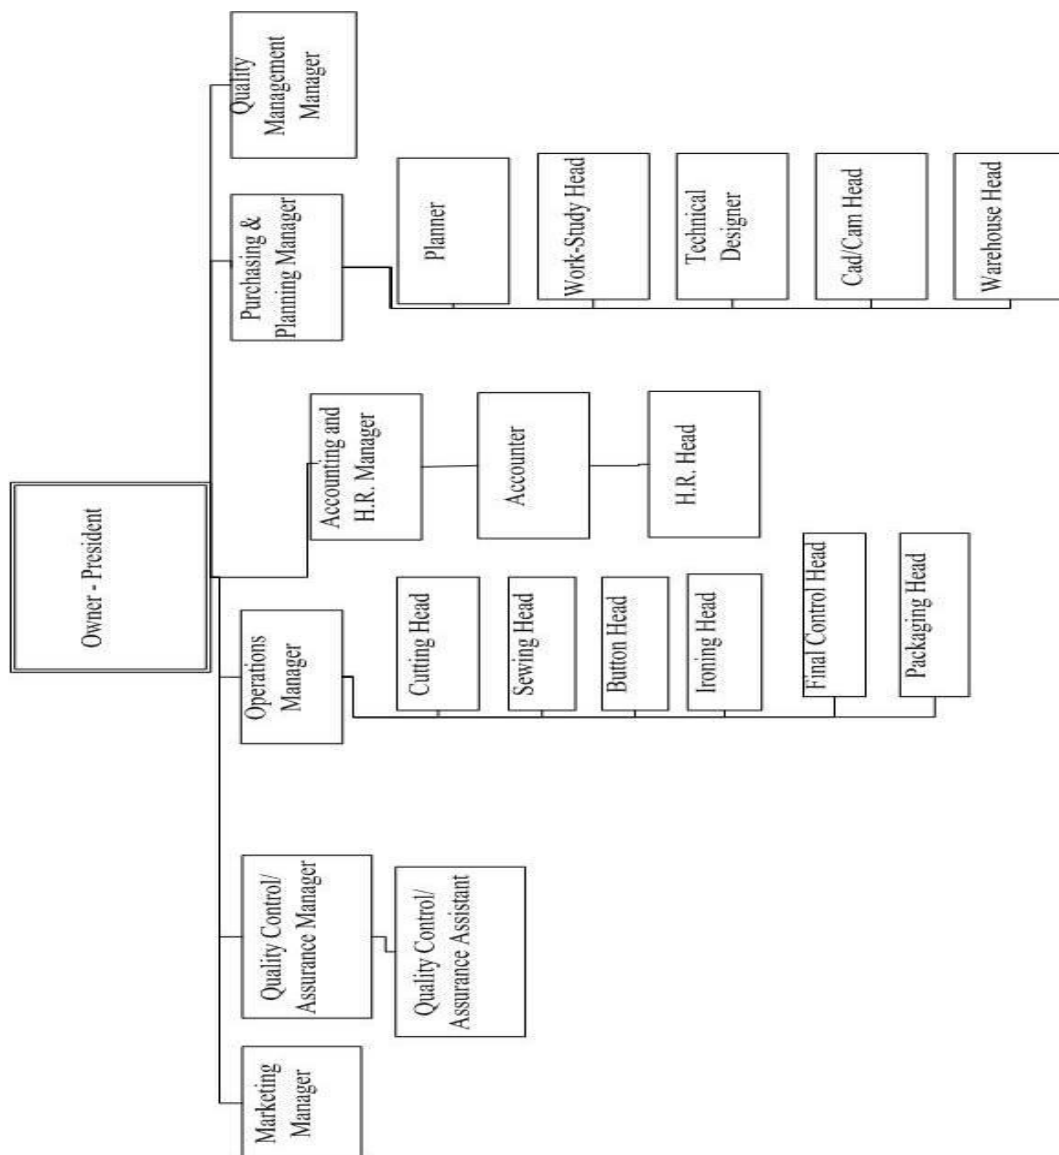 Owner - President
Marketing
Manager
Quality Control/
Assurance Manager
Quality Control/
Assurance Assistant
Operations
Manager
Cutting Head
Sewing Head
Button Head
Ironing Head
Final Control Head
Packaging Head
Accounting and
H.R. Manager
Accounter
H.R. Head
Purchasing &
Planning Manager
Planner
Work-Study Head
Technical
Designer
Cad/Cam Head
Warehouse Head
Quality
Management
Manager